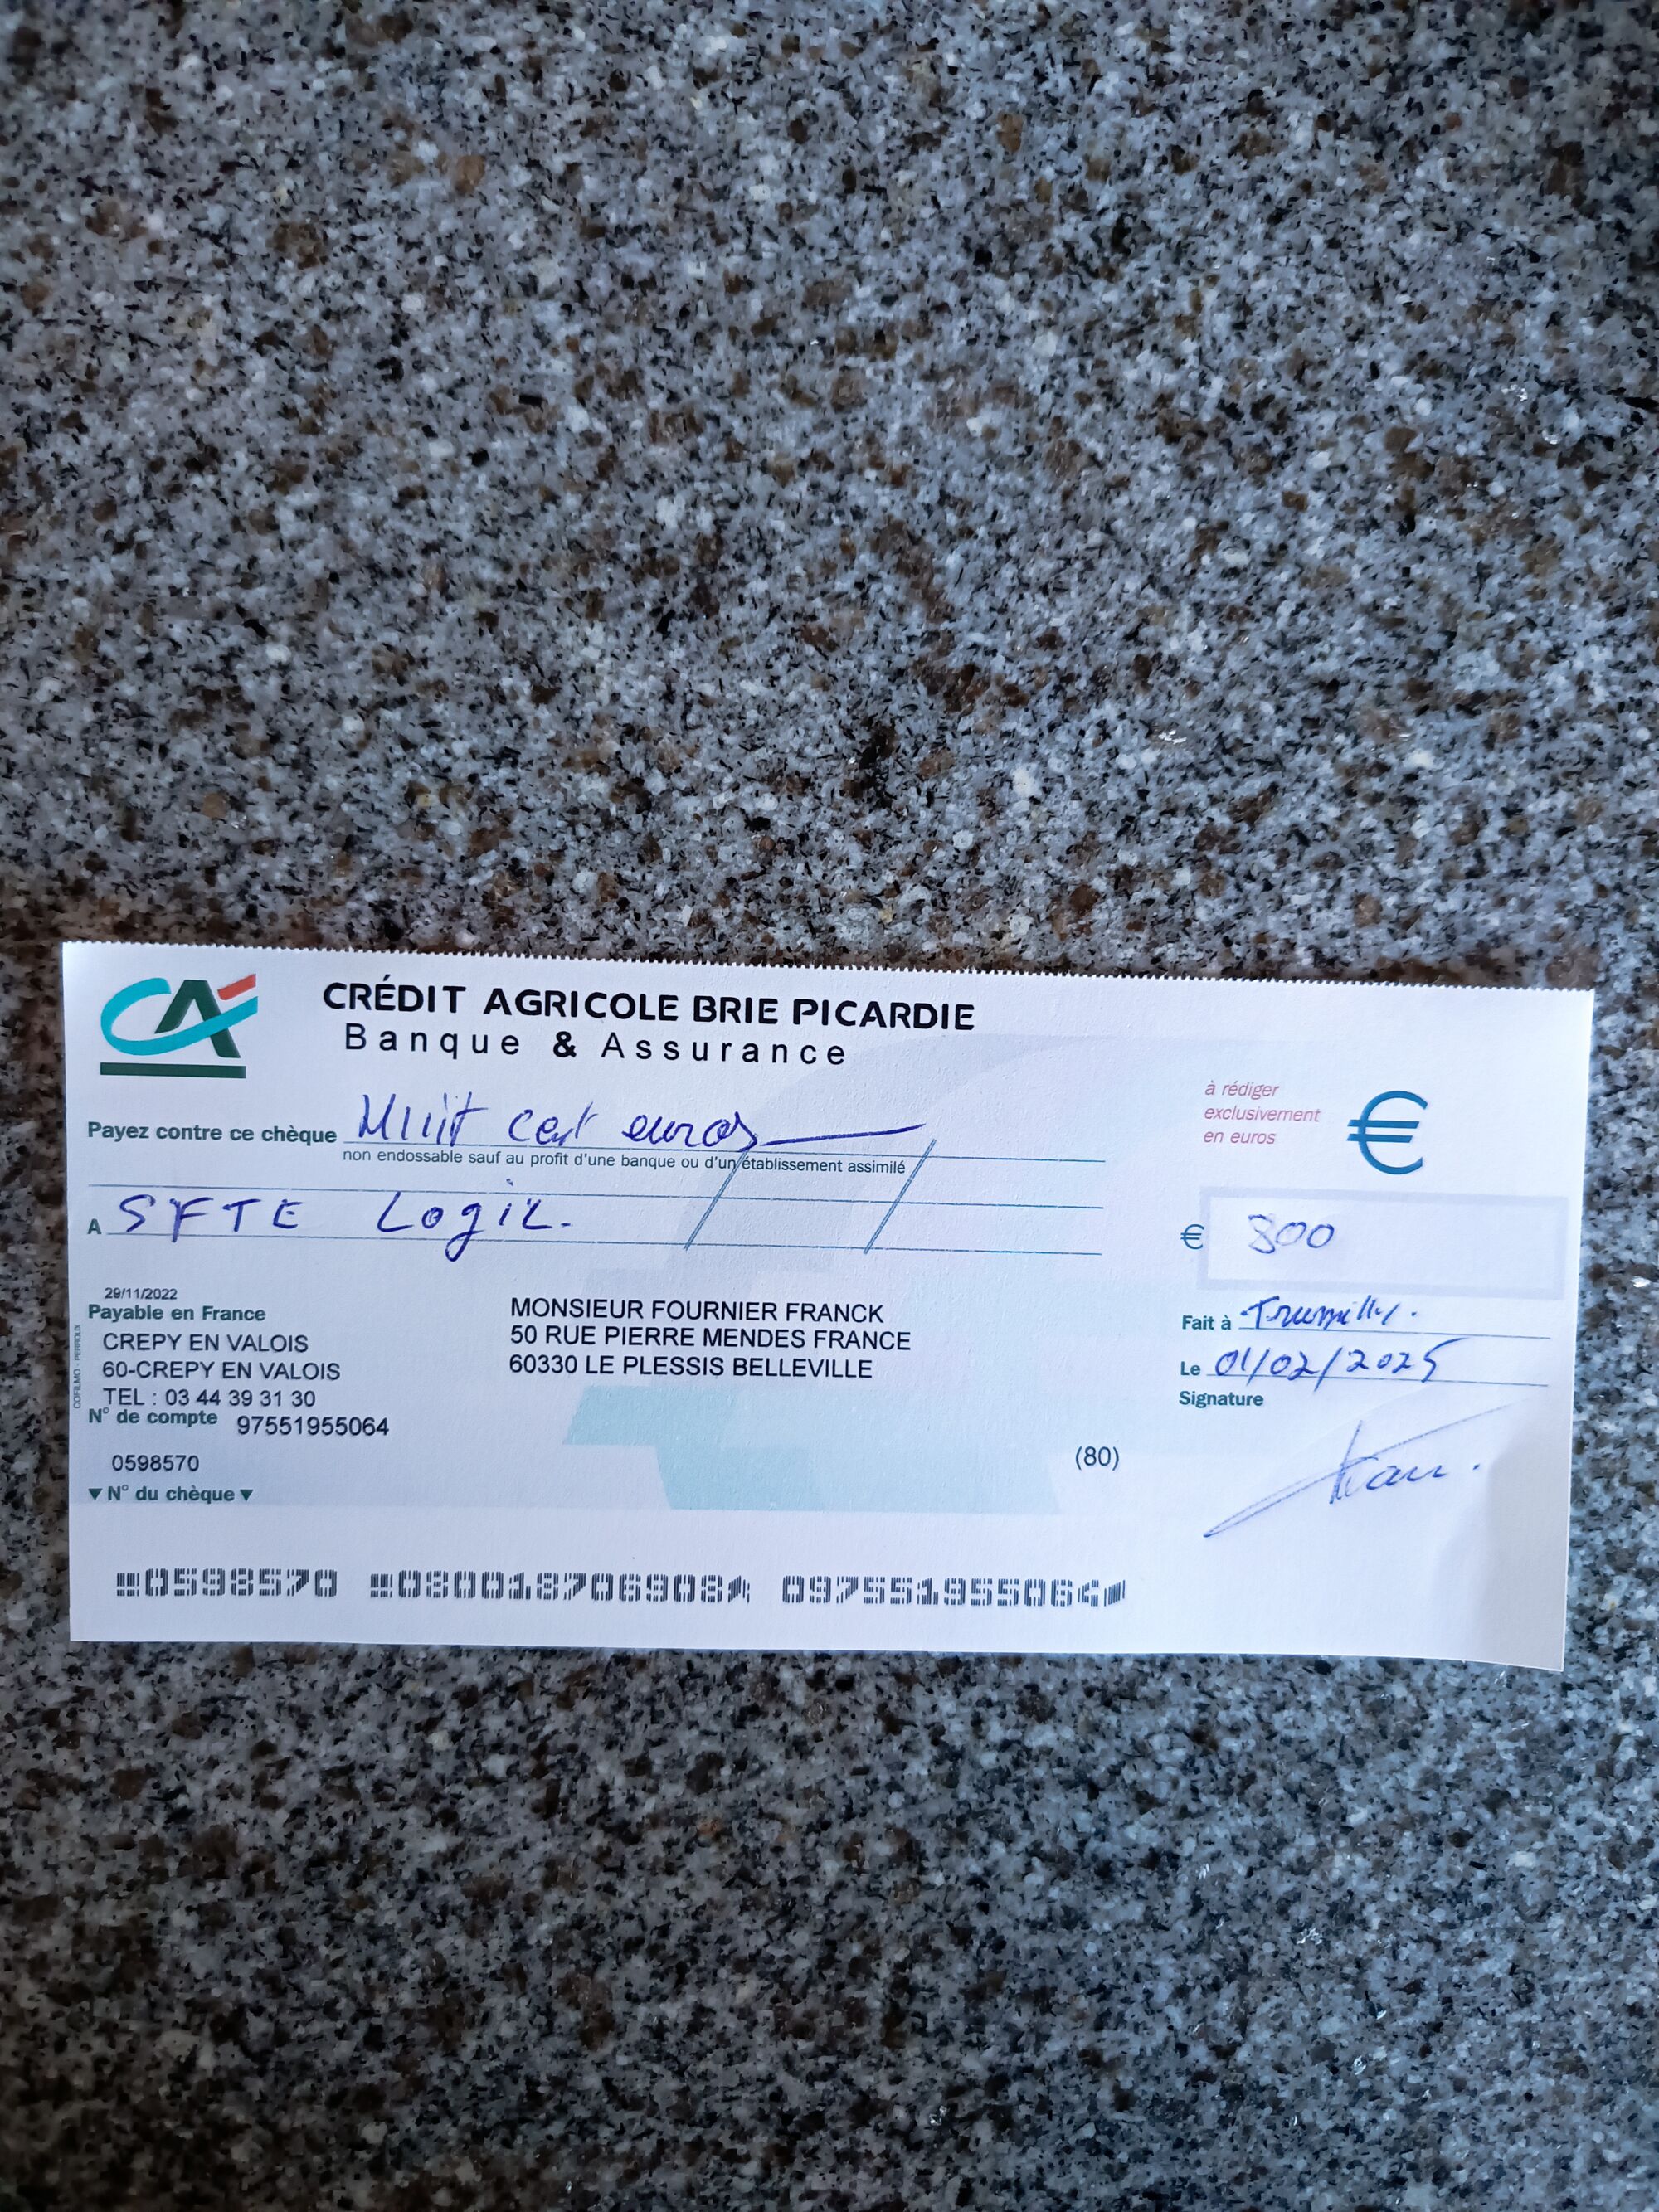 CRÉDIT AGRICOLE BRIE PICARDIE
Banque & Assurance
à rédiger
exclusivement
en euros
€
Payez contre ce chèque Huit cent euros
non endossable sauf au profit d'une banque ou d'un établissement assimilé
A SFTE LogiL.
€ 800
29/11/2022
Payable en France
CREPY EN VALOIS
60-CREPY EN VALOIS
TEL : 03 44 39 31 30
N° de compte 97551955064
0598570
▼ N° du chèque ▼
COFILMO - PERROUX
MONSIEUR FOURNIER FRANCK
50 RUE PIERRE MENDES FRANCE
60330 LE PLESSIS BELLEVILLE
(80)
Fait à Trumilly.
Le 01/02/2025
Signature
0598570 080018706908 097551955064